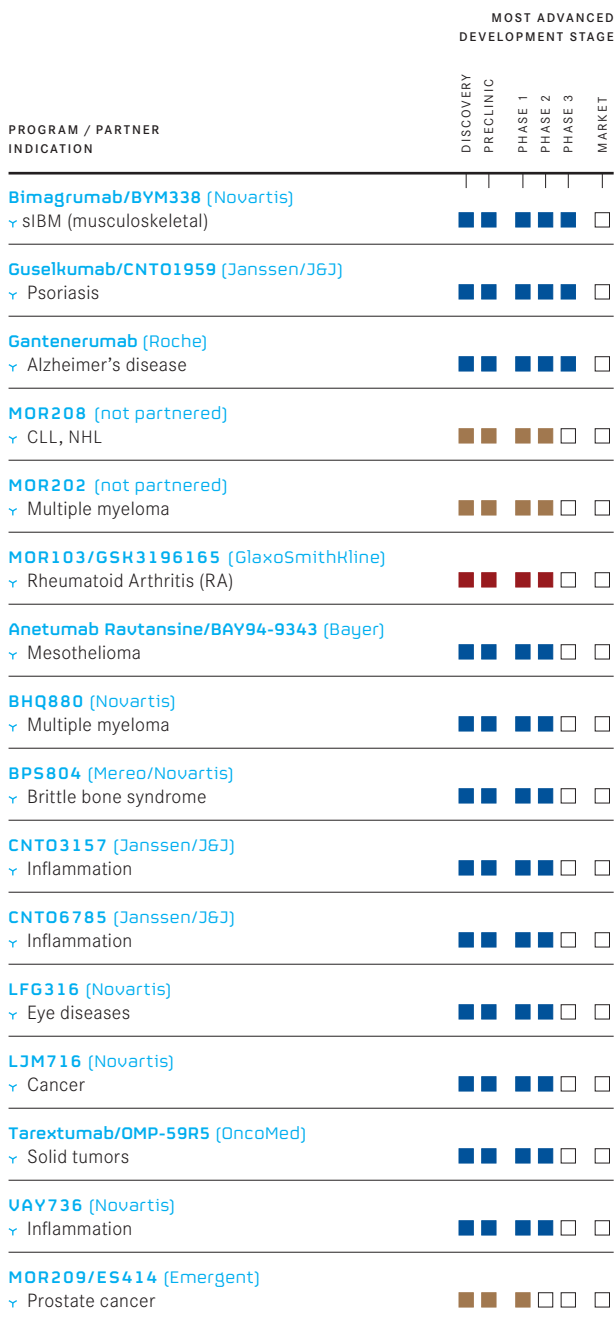 MOST ADVANCED
DEVELOPMENT STAGE
PROGRAM / PARTNER
INDICATION
DISCOVERY
PRECLINIC
PHASE 1
PHASE 2
PHASE 3
MARKET
Bimagrumab/BYM338 (Novartis)
sIBM (musculoskeletal)
Guselkumab/CNTO1959 (Janssen/J&J)
Psoriasis
Gantenerumab (Roche)
Alzheimer's disease
MOR208 (not partnered)
CLL, NHL
MOR202 (not partnered)
Multiple myeloma
MOR103/GSK3196165 (GlaxoSmithKline)
Rheumatoid Arthritis (RA)
Anetumab Ravtansine/BAY94-9343 (Bayer)
Mesothelioma
BHQ880 (Novartis)
Multiple myeloma
BPS804 (Mereo/Novartis)
Brittle bone syndrome
CNTO3157 (Janssen/J&J)
Inflammation
CNTO6785 (Janssen/J&J)
Inflammation
LFG316 (Novartis)
Eye diseases
LJM716 (Novartis)
Cancer
Tarextumab/OMP-59R5 (OncoMed)
Solid tumors
VAY736 (Novartis)
Inflammation
MOR209/ES414 (Emergent)
Prostate cancer